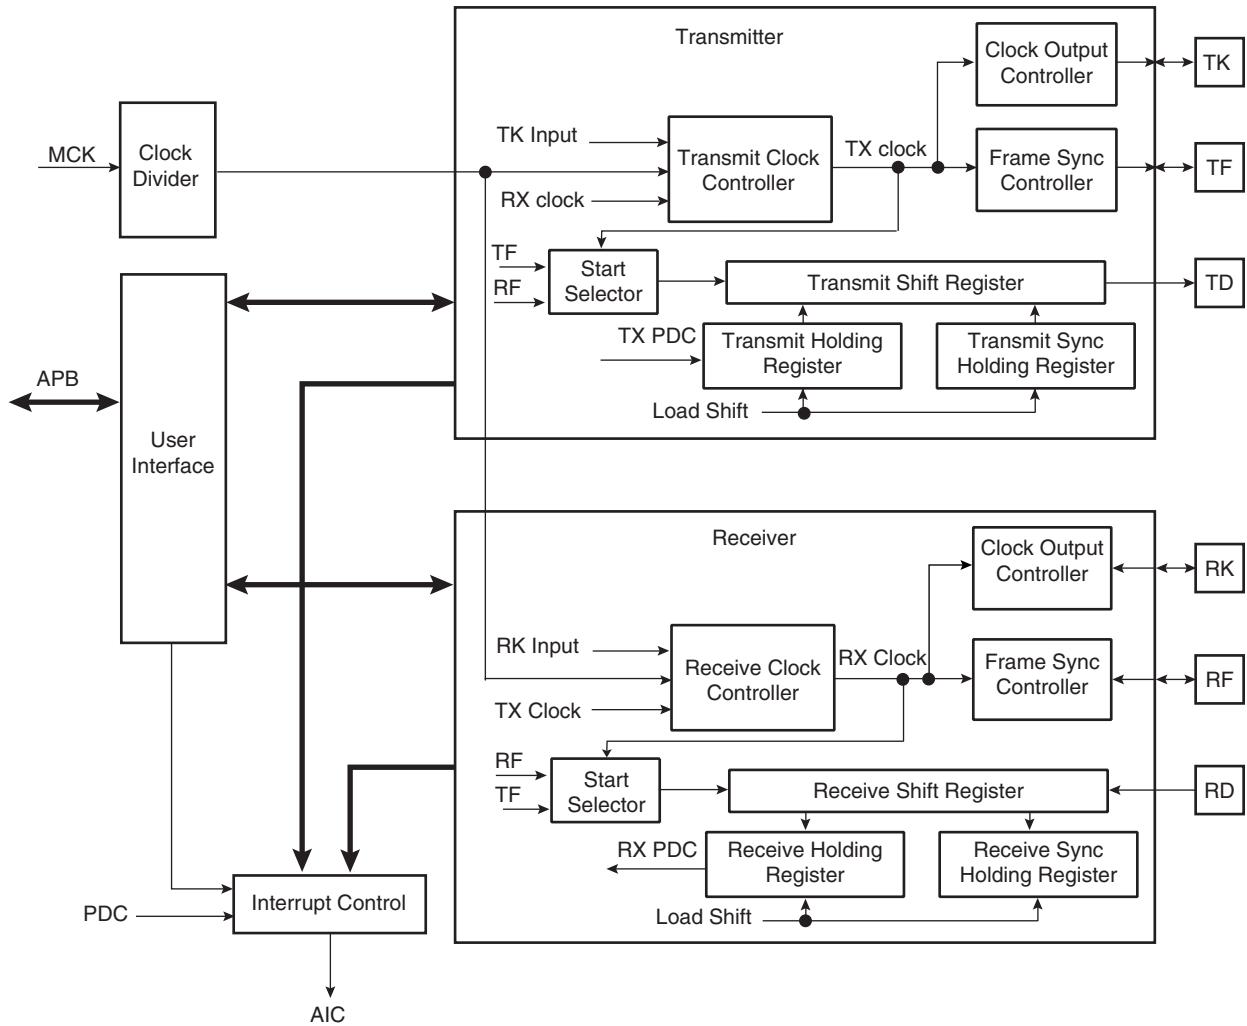 Transmitter
Clock Output
Controller
TK
MCK
Clock
Divider
TK Input
Transmit Clock
Controller
TX clock
Frame Sync
Controller
TF
RX clock
TF
RF
Start
Selector
Transmit Shift Register
TD
TX PDC
Transmit Holding
Register
Transmit Sync
Holding Register
Load Shift
APB
User
Interface
Receiver
Clock Output
Controller
RK
RK Input
Receive Clock
Controller
RX Clock
Frame Sync
Controller
RF
TX Clock
RF
TF
Start
Selector
Receive Shift Register
RD
RX PDC
Receive Holding
Register
Receive Sync
Holding Register
Load Shift
PDC
Interrupt Control
AIC